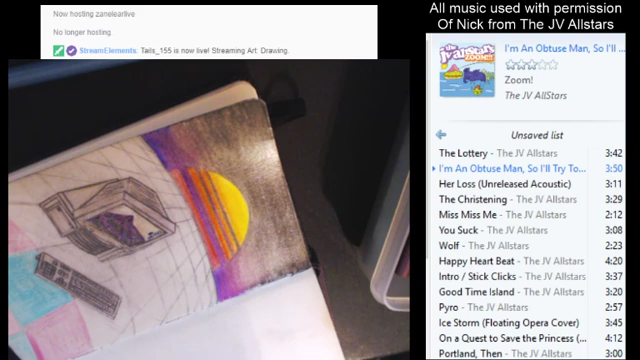 Now hosting zanelearlive
No longer hosting
StreamElements: Tails_155 is now live! Streaming Art: Drawing.
All music used with permission
Of Nick from The JV Allstars
the jv allstars
ZOOM!!
I'm An Obtuse Man, So I'll ...
Zoom!
The JV AllStars
Unsaved list
The Lottery - The JV Allstars 3:42
I'm An Obtuse Man, So I'll Try To... 3:50
Her Loss (Unreleased Acoustic) 3:11
The Christening - The JV Allstars 3:29
Miss Miss Me - The JV Allstars 2:12
You Suck - The JV Allstars 3:08
Wolf - The JV Allstars 2:23
Happy Heart Beat - The JV Allstars 4:20
Intro / Stick Clicks - The JV Allstars 3:37
Good Time Island - The JV Allstars 3:20
Pyro - The JV Allstars 2:57
Ice Storm (Floating Opera Cover) 3:45
On a Quest to Save the Princess (... 4:12
Portland, Then - The JV Allstars 3:00